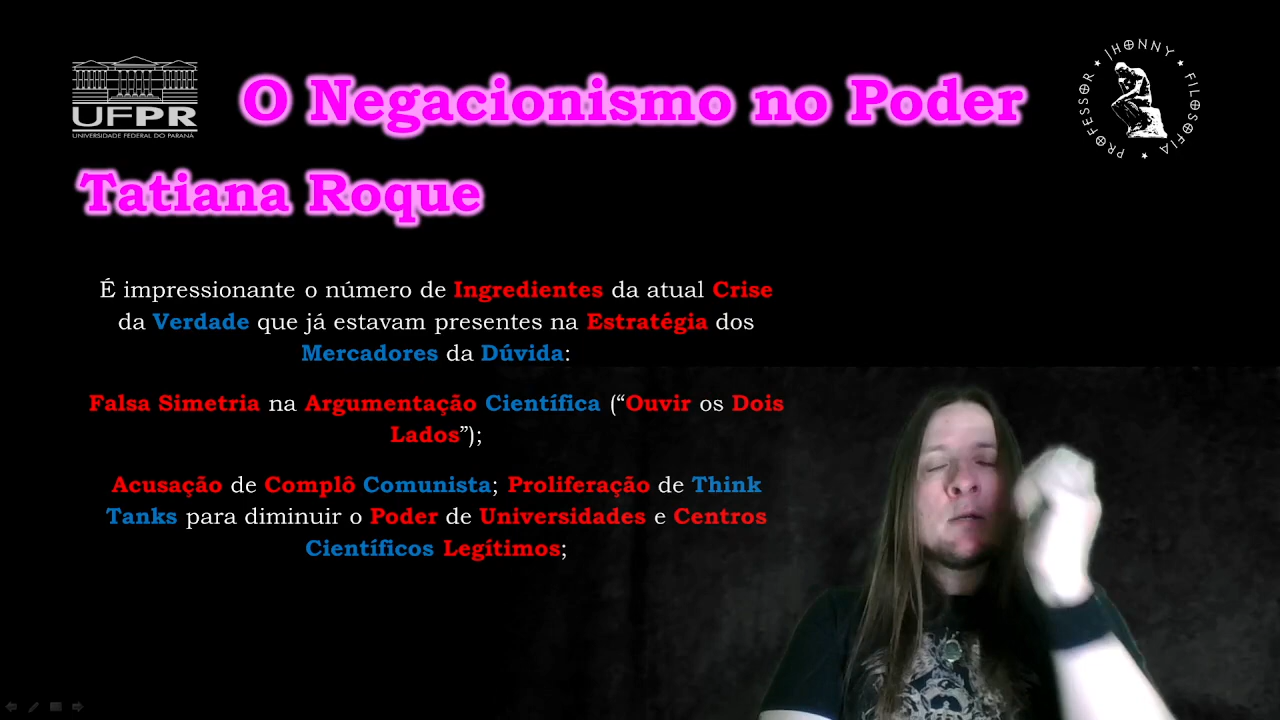 UFPR
UNIVERSIDADE FEDERAL DO PARANÁ
O Negacionismo no Poder
PROFESSOR ★ JHONNY ★ FILOSOFIA ★
Tatiana Roque
É impressionante o número de Ingredientes da atual Crise
da Verdade que já estavam presentes na Estratégia dos
Mercadores da Dúvida:
Falsa Simetria na Argumentação Científica (“Ouvir os Dois
Lados”);
Acusação de Complô Comunista; Proliferação de Think
Tanks para diminuir o Poder de Universidades e Centros
Científicos Legítimos;